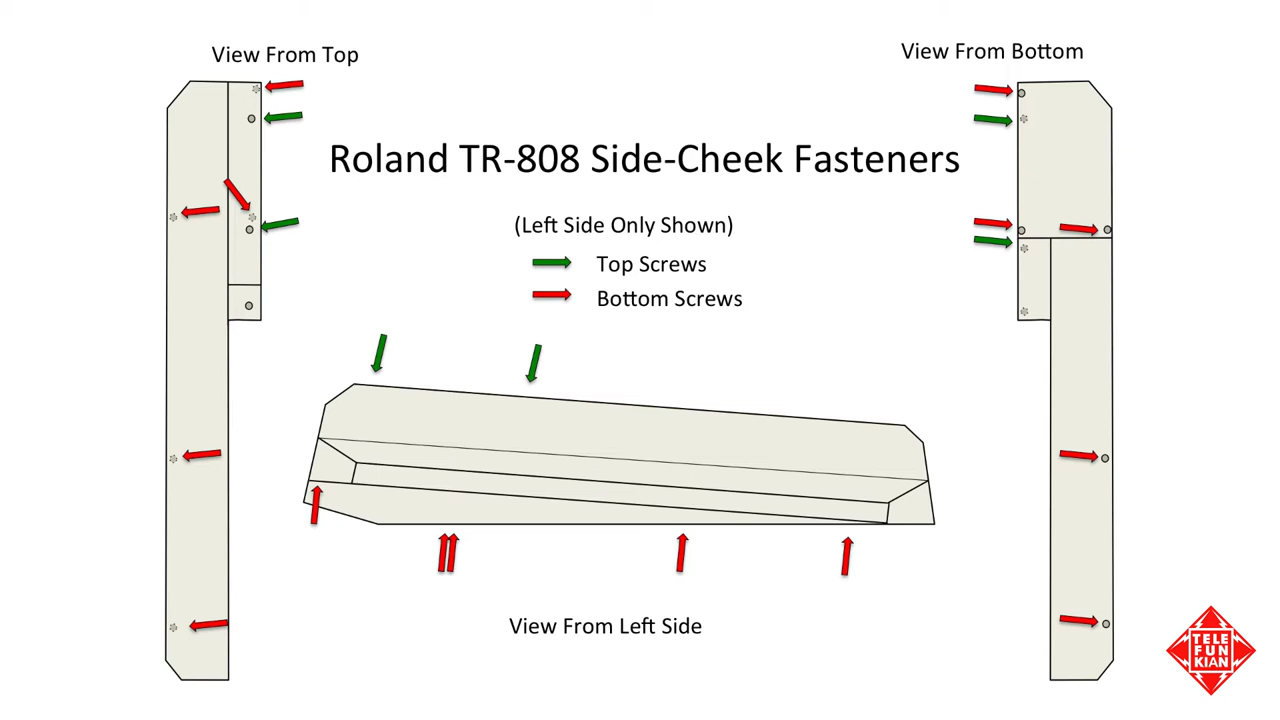 View From Top
View From Bottom
Roland TR-808 Side-Cheek Fasteners
(Left Side Only Shown)
Top Screws
Bottom Screws
View From Left Side
TELE
FUN
KIAN